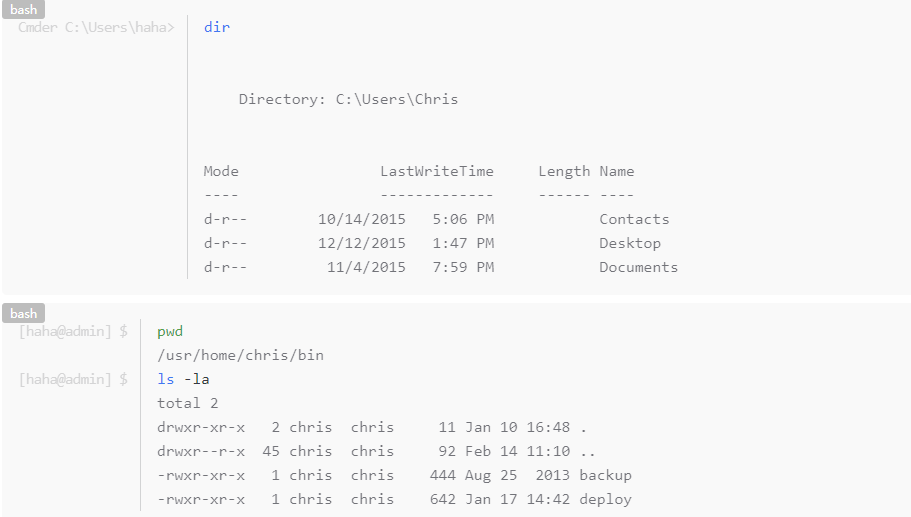 bash
Cmder C:\Users\haha> dir
Directory: C:\Users\Chris
Mode LastWriteTime Length Name
---- ------------- ------ ----
d-r-- 10/14/2015 5:06 PM Contacts
d-r-- 12/12/2015 1:47 PM Desktop
d-r-- 11/4/2015 7:59 PM Documents
bash
[haha@admin] $ pwd
/usr/home/chris/bin
[haha@admin] $ ls -la
total 2
drwxr-xr-x 2 chris chris 11 Jan 10 16:48 .
drwxr--r-x 45 chris chris 92 Feb 14 11:10 ..
-rwxr-xr-x 1 chris chris 444 Aug 25 2013 backup
-rwxr-xr-x 1 chris chris 642 Jan 17 14:42 deploy